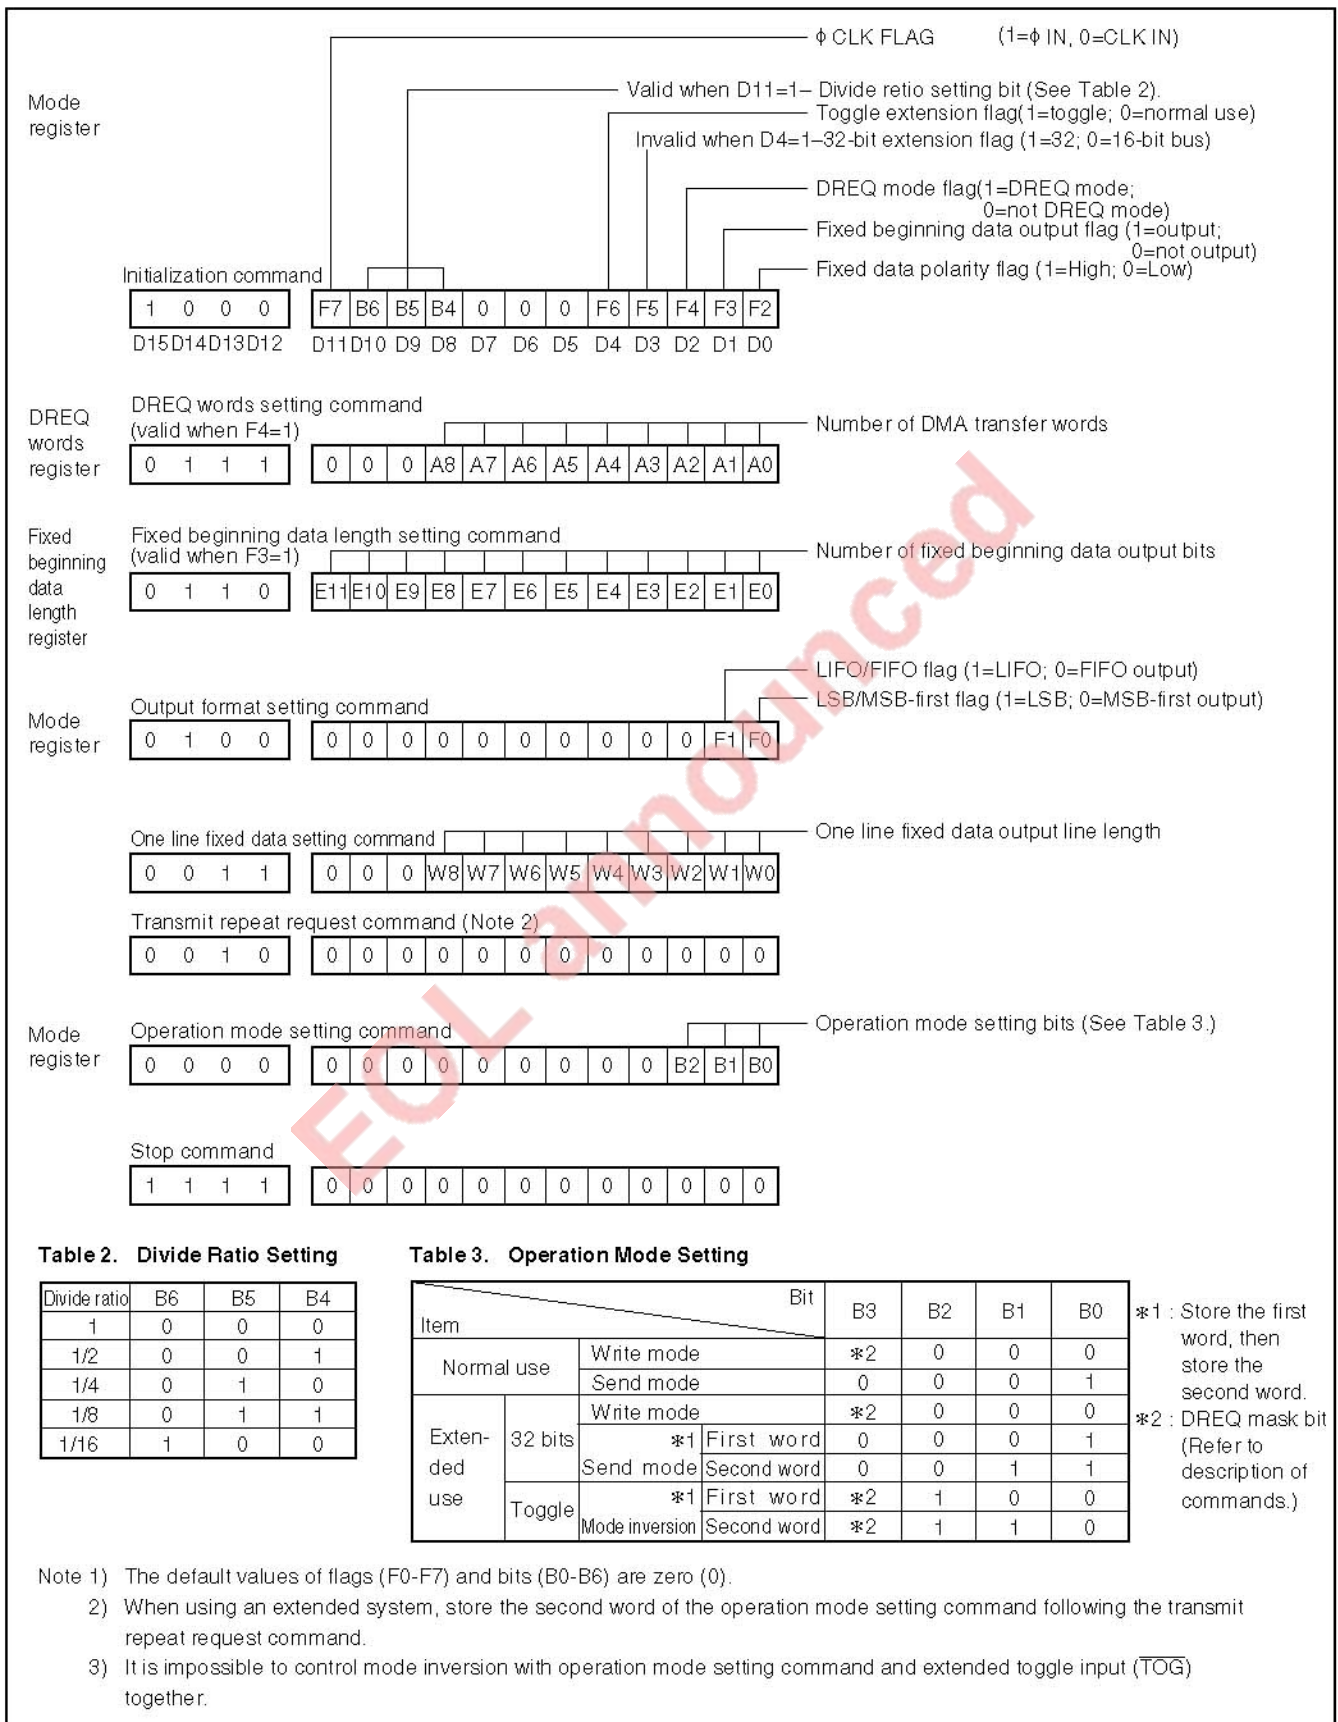 ϕ CLK FLAG (1=ϕ IN, 0=CLK IN)
Valid when D11=1– Divide retio setting bit (See Table 2).
Toggle extension flag(1=toggle; 0=normal use)
Invalid when D4=1–32-bit extension flag (1=32; 0=16-bit bus)
DREQ mode flag(1=DREQ mode;
0=not DREQ mode)
Fixed beginning data output flag (1=output;
0=not output)
Fixed data polarity flag (1=High; 0=Low)
Mode
register
Initialization command
1 0 0 0 F7 B6 B5 B4 0 0 0 F6 F5 F4 F3 F2
D15 D14 D13 D12 D11 D10 D9 D8 D7 D6 D5 D4 D3 D2 D1 D0
DREQ
words
register
DREQ words setting command
(valid when F4=1)
Number of DMA transfer words
0 1 1 1 0 0 0 A8 A7 A6 A5 A4 A3 A2 A1 A0
Fixed
beginning
data
length
register
Fixed beginning data length setting command
(valid when F3=1)
Number of fixed beginning data output bits
0 1 1 0 E11 E10 E9 E8 E7 E6 E5 E4 E3 E2 E1 E0
LIFO/FIFO flag (1=LIFO; 0=FIFO output)
LSB/MSB-first flag (1=LSB; 0=MSB-first output)
Mode
register
Output format setting command
0 1 0 0 0 0 0 0 0 0 0 0 0 0 F1 F0
One line fixed data setting command
One line fixed data output line length
0 0 1 1 0 0 0 W8 W7 W6 W5 W4 W3 W2 W1 W0
Transmit repeat request command (Note 2)
0 0 1 0 0 0 0 0 0 0 0 0 0 0 0 0
Mode
register
Operation mode setting command
Operation mode setting bits (See Table 3.)
0 0 0 0 0 0 0 0 0 0 0 0 0 B2 B1 B0
Stop command
1 1 1 1 0 0 0 0 0 0 0 0 0 0 0 0
EOL announced
Table 2. Divide Ratio Setting
Divide ratio B6 B5 B4
1 0 0 0
1/2 0 0 1
1/4 0 1 0
1/8 0 1 1
1/16 1 0 0
Table 3. Operation Mode Setting
Bit
Item
B3 B2 B1 B0
Normal use Write mode ∗2 0 0 0
Send mode 0 0 0 1
Exten-
ded
use
32 bits Write mode ∗2 0 0 0
Send mode ∗1 First word 0 0 0 1
Second word 0 0 1 1
Toggle Mode inversion ∗1 First word ∗2 1 0 0
Second word ∗2 1 1 0
∗1 : Store the first
word, then
store the
second word.
∗2 : DREQ mask bit
(Refer to
description of
commands.)
Note 1) The default values of flags (F0-F7) and bits (B0-B6) are zero (0).
2) When using an extended system, store the second word of the operation mode setting command following the transmit
repeat request command.
3) It is impossible to control mode inversion with operation mode setting command and extended toggle input (T̅O̅G̅)
together.